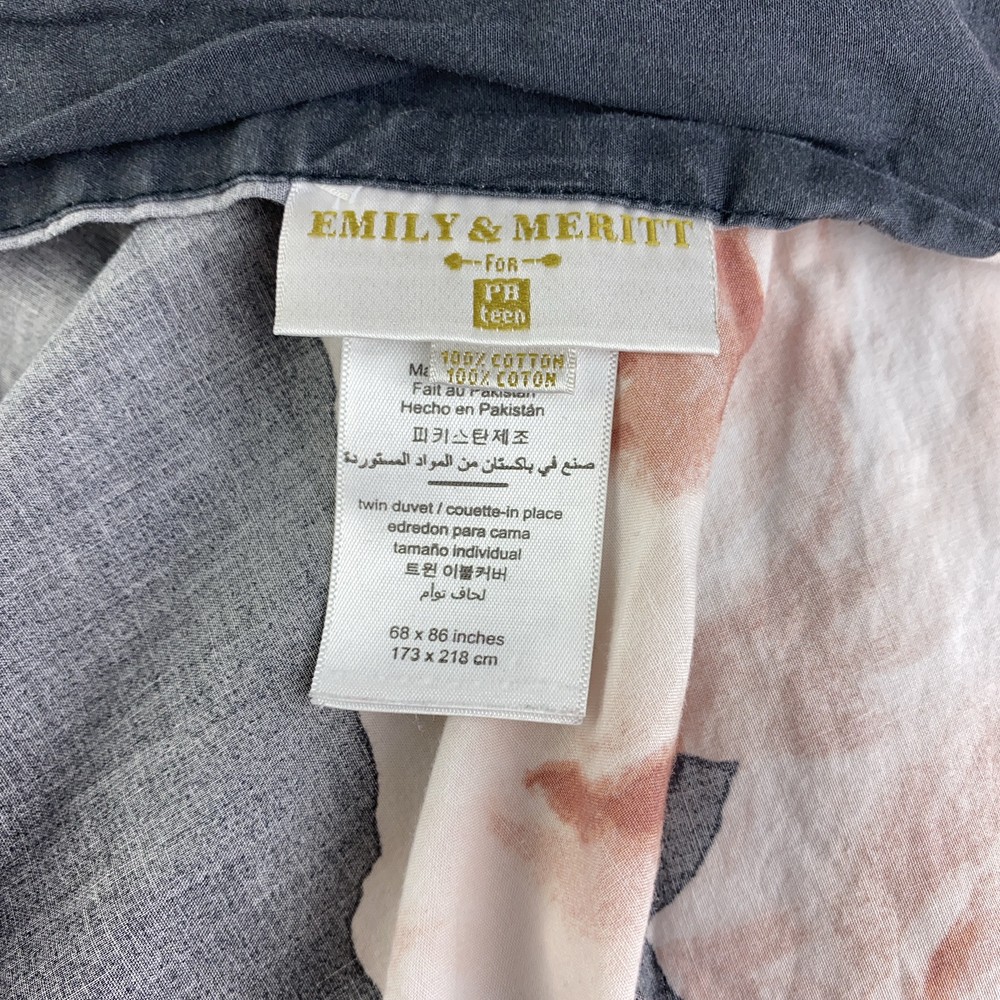 EMILY & MERITT
FOR
PB
teen
100% COTTON
100% COTON
Fait au Pakistan
Hecho en Pakistán
피키스탄제조
صنع في باكستان من المواد المستوردة
twin duvet / couette-in place
edredon para cama
tamaño individual
트윈 이불커버
لحاف توأم
68 x 86 inches
173 x 218 cm